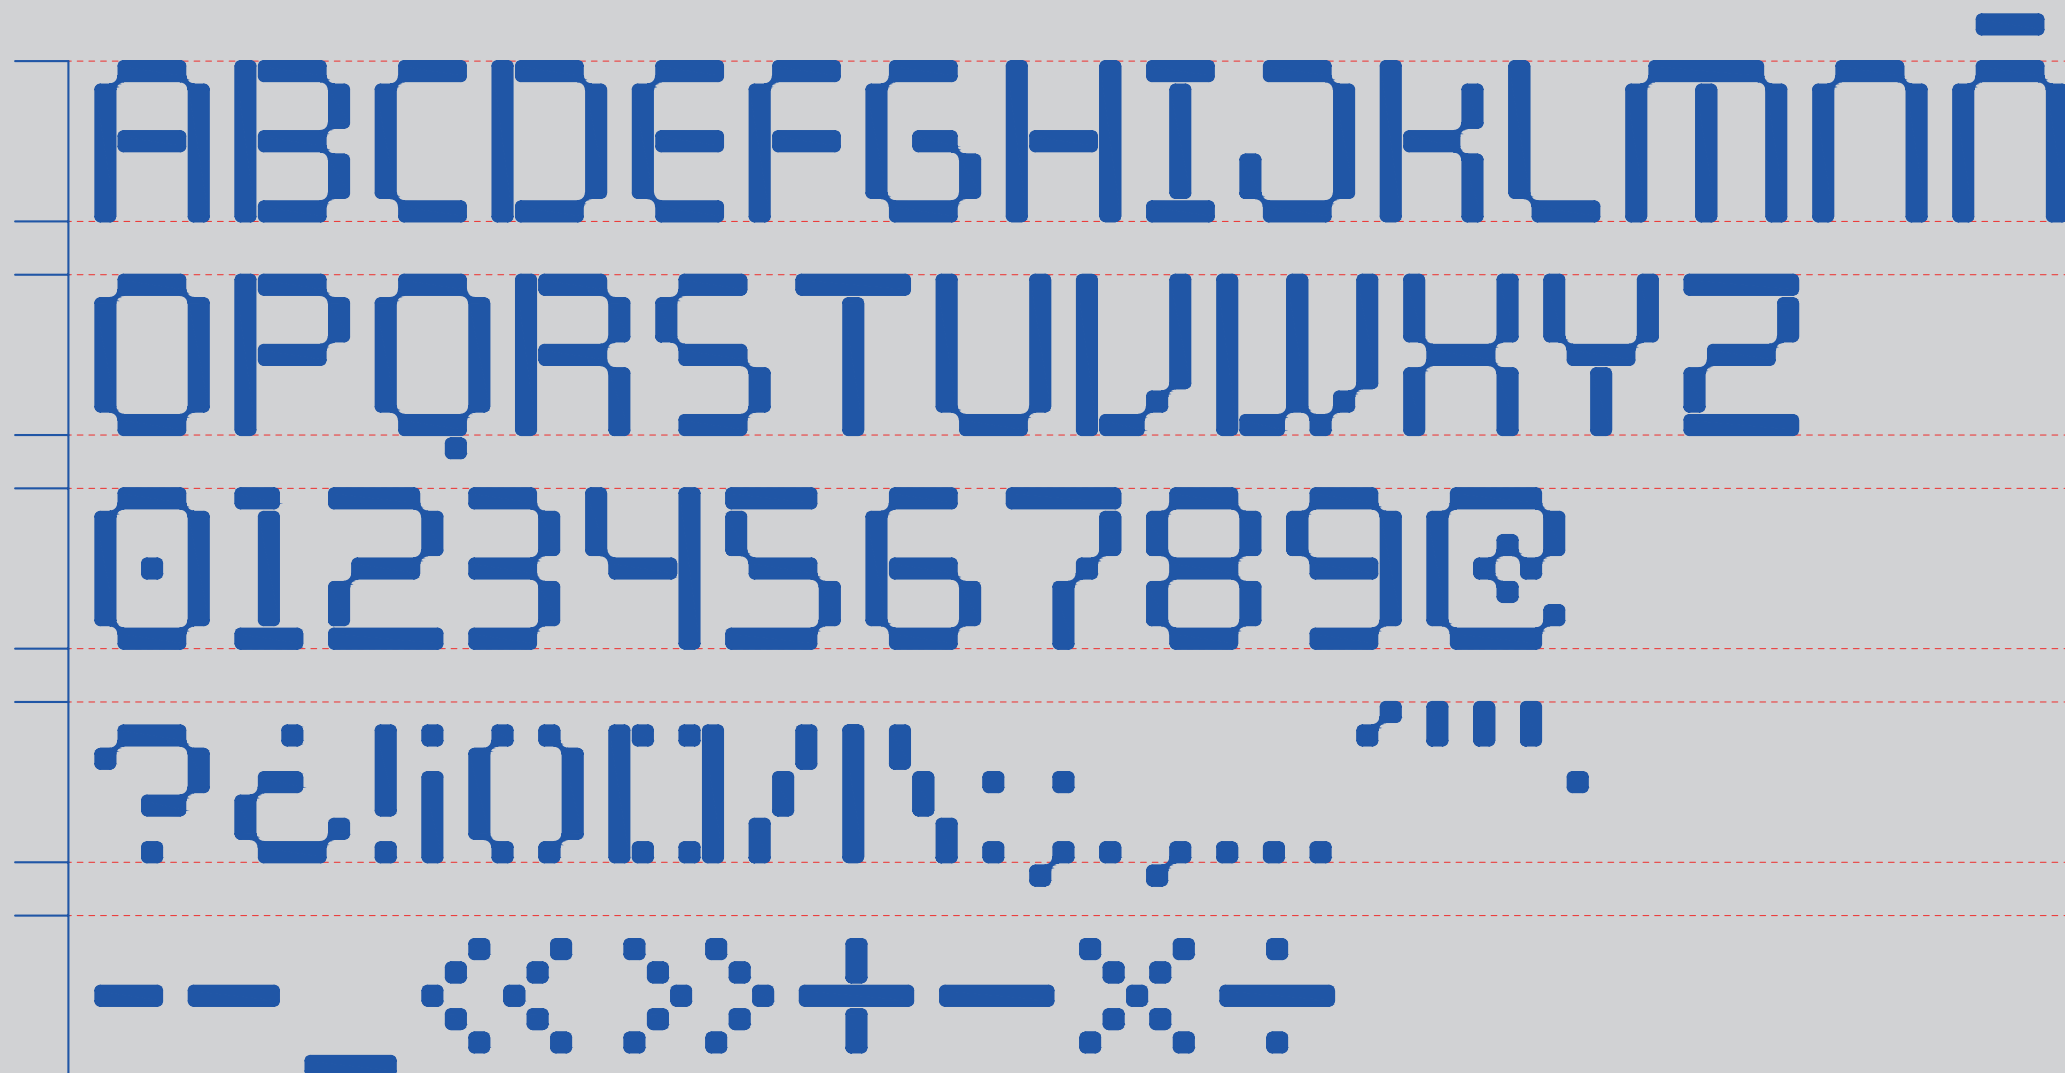 ABCDEFGHIJKLMNÑ
OPQRSTUVWXYZ
0123456789@
?¿!¡()[]/|\:;.,…’'"·
-–_«»+−×÷